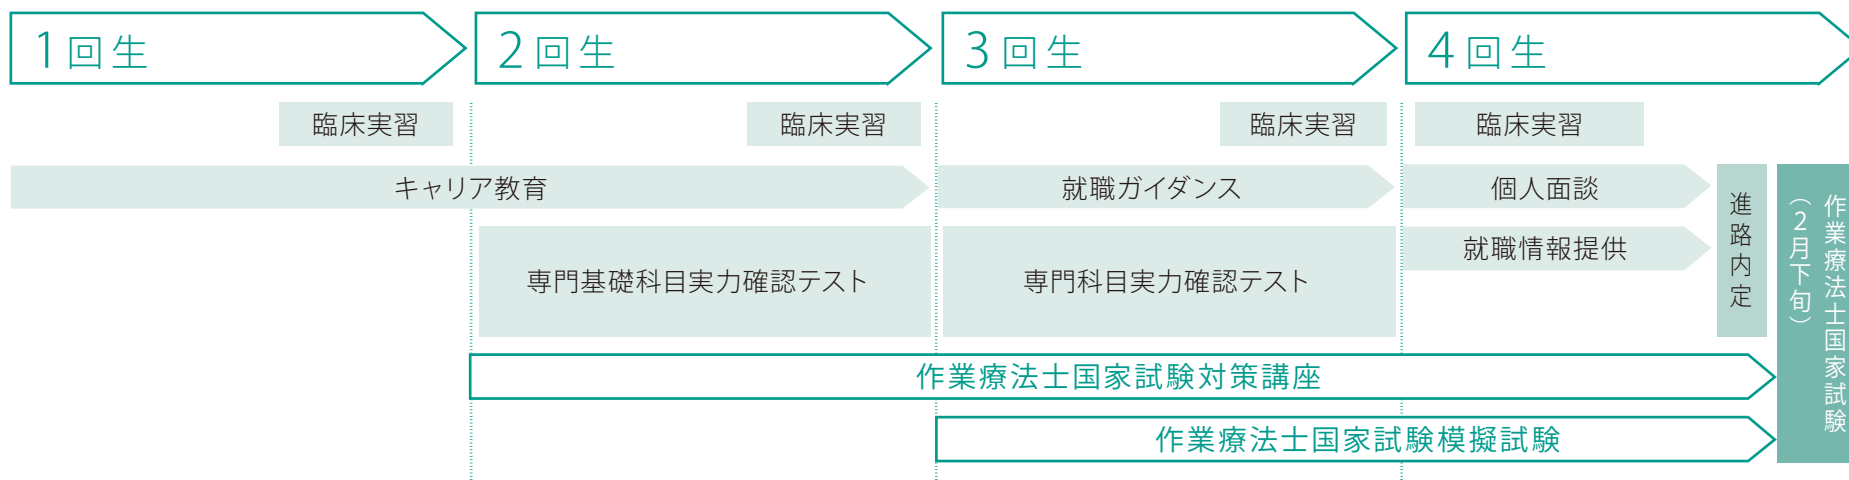 1回生
2回生
3回生
4回生
臨床実習
臨床実習
臨床実習
臨床実習
キャリア教育
就職ガイダンス
個人面談
就職情報提供
専門基礎科目実力確認テスト
専門科目実力確認テスト
進路内定
作業療法士国家試験
（2月下旬）
作業療法士国家試験対策講座
作業療法士国家試験模擬試験